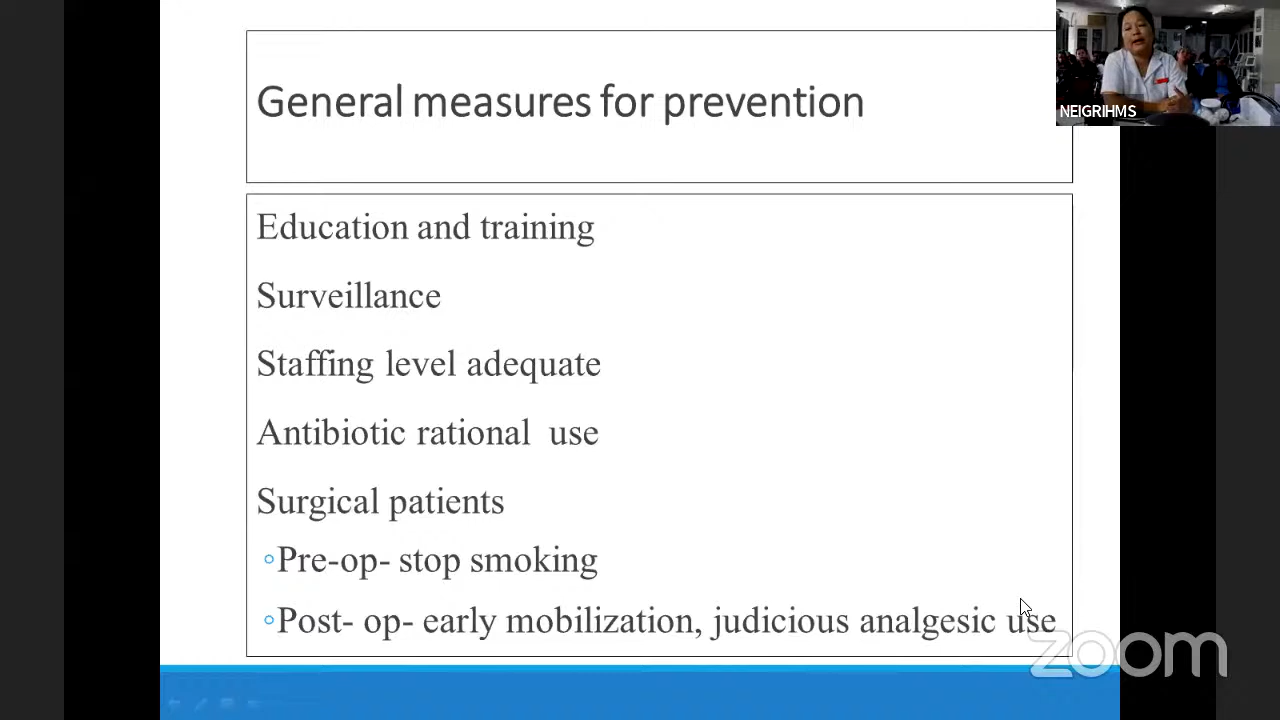 General measures for prevention
NEIGRIHMS
Education and training
Surveillance
Staffing level adequate
Antibiotic rational use
Surgical patients
Pre-op- stop smoking
Post- op- early mobilization, judicious analgesic use
zoom